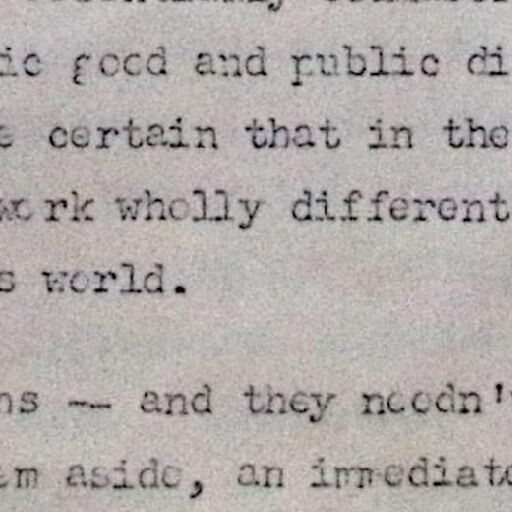 ic good and public di
e certain that in the
work wholly different
s world.
ns -- and they needn'
em aside, an immediate